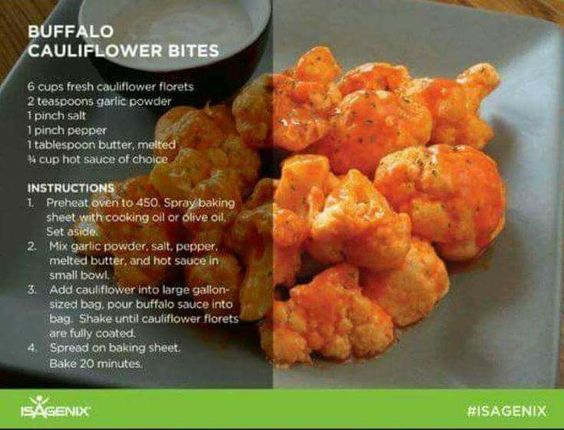 BUFFALO
CAULIFLOWER BITES
6 cups fresh cauliflower florets
2 teaspoons garlic powder
1 pinch salt
1 pinch pepper
1 tablespoon butter, melted
¾ cup hot sauce of choice
INSTRUCTIONS
1. Preheat oven to 450. Spray baking
sheet with cooking oil or olive oil.
Set aside.
2. Mix garlic powder, salt, pepper,
melted butter, and hot sauce in
small bowl.
3. Add cauliflower into large gallon-
sized bag, pour buffalo sauce into
bag. Shake until cauliflower florets
are fully coated.
4. Spread on baking sheet.
Bake 20 minutes.
ISAGENIX
#ISAGENIX